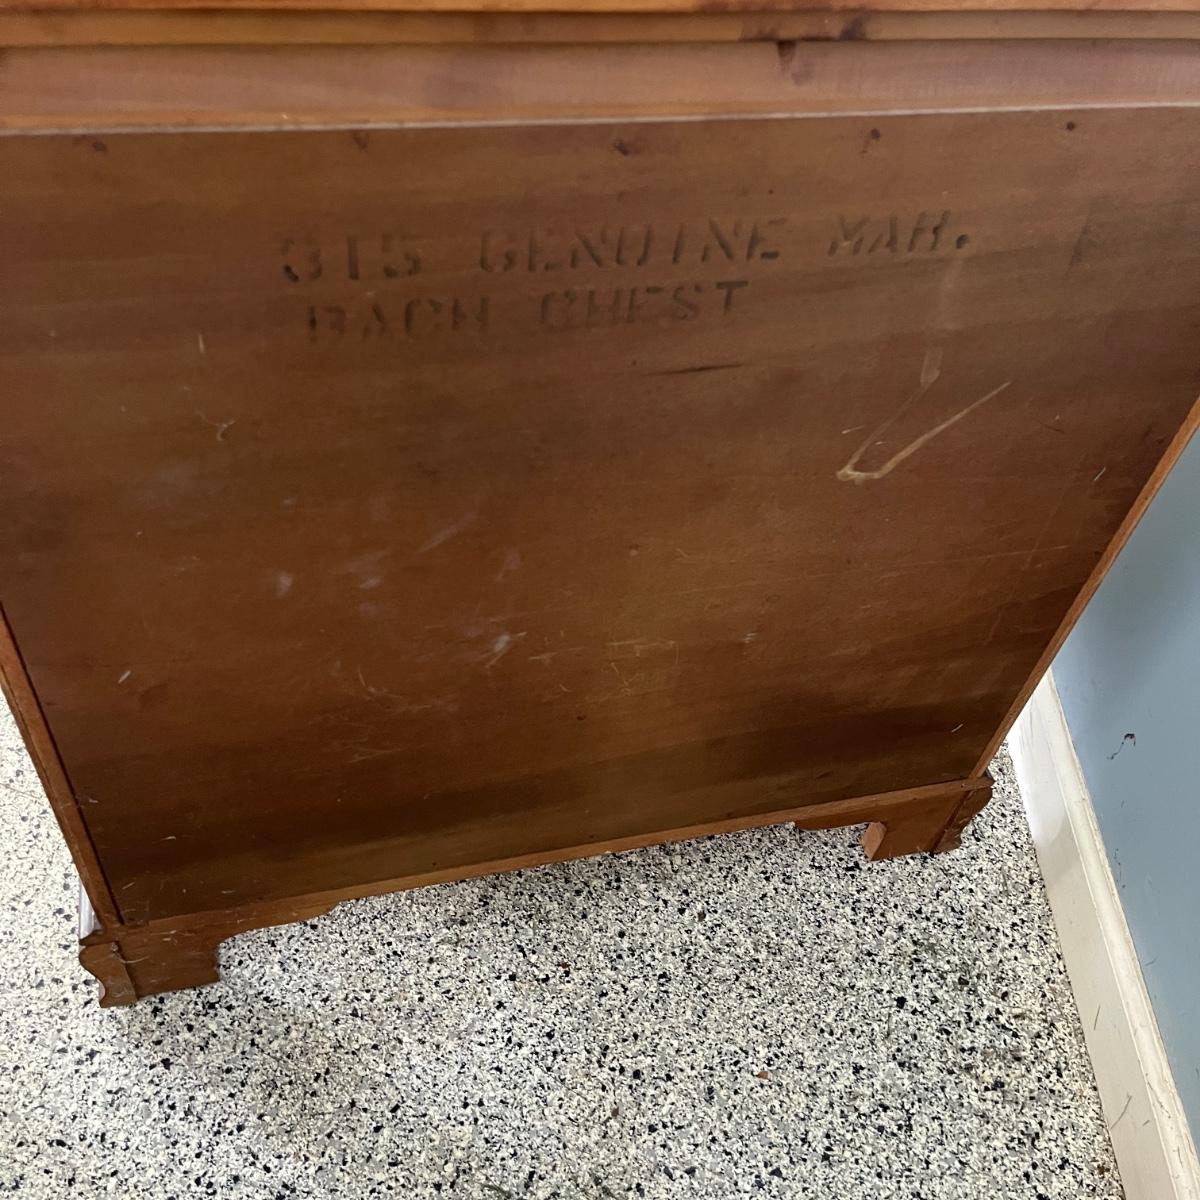 315 GENUINE MAH.
BACH CHEST